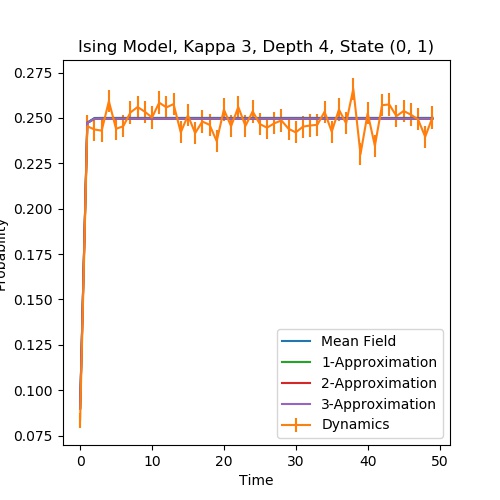 Ising Model, Kappa 3, Depth 4, State (0, 1)
0.275
0.250
0.225
0.200
0.175
0.150
0.125
0.100
0.075
Probability
0
10
20
30
40
50
Time
Mean Field
1-Approximation
2-Approximation
3-Approximation
Dynamics